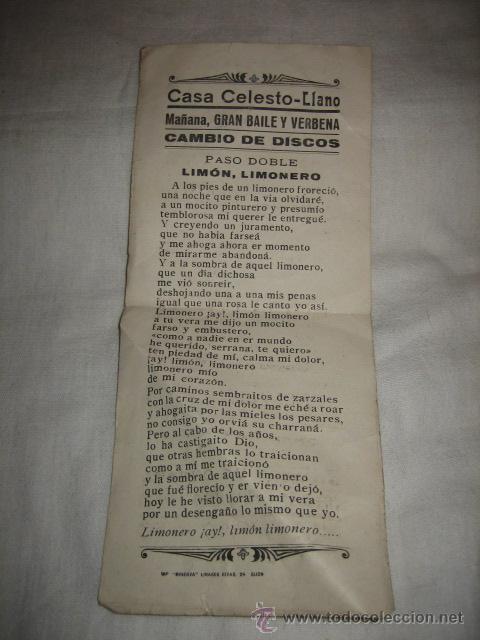 Casa Celesto-Llano
Mañana, GRAN BAILE Y VERBENA
CAMBIO DE DISCOS
PASO DOBLE
LIMÓN, LIMONERO
A los pies de un limonero froreció,
una noche que en la via olvidaré,
a un mocito pinturero y presumío
temblorosa mi querer le entregué.
Y creyendo un juramento,
que no habia farseá
y me ahoga ahora er momento
de mirarme abandoná.
Y a la sombra de aquel limonero,
que un dia dichosa
me vió sonreir,
deshojando una a una mis penas
igual que una rosa le canto yo así.
Limonero ¡ay!, limón limonero
a tu vera me dijo un mocito
farso y embustero,
«como a nadie en er mundo
he querido, serrana, te quiero»
ten piedad de mí, calma mi dolor,
¡ay! limón, limonero
limonero mío
de mi corazón.
Por caminos sembraitos de zarzales
con la cruz de mi dolor me eché a roar
y ahogaita por las mieles los pesares,
no consigo yo orviá su charraná.
Pero al cabo de los años,
lo ha castigaito Dio,
que otras hembras lo traicionan
como a mí me traicionó
y la sombra de aquel limonero
que fué florecio y er vien o dejó,
hoy le he visto llorar a mi vera
por un desengaño lo mismo que yo.
Limonero ¡ay!, limón limonero.....
IMP "MINERVA" LINARES RIVAS, 24 GIJON
www.todocoleccion.net